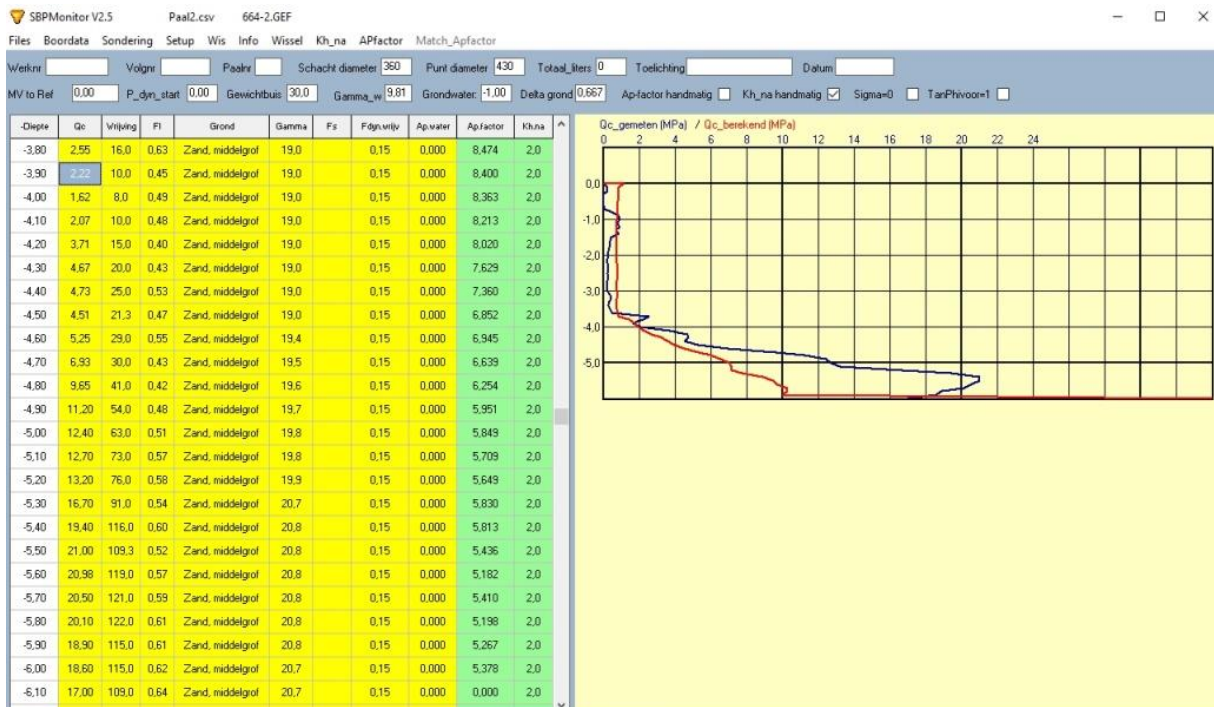 SBPMonitor V2.5 Paal2.csv 664-2.GEF
Files Boordata Sondering Setup Wis Info Wissel Kh_na APfactor Match_Apfactor
Werknr Volgnr Paalnr Schacht diameter 360 Punt diameter 430 Totaal_liters 0 Toelichting Datum
MV to Ref 0,00 P_dyn_start 0,00 Gewichtbuis 30,0 Gamma_w 9,81 Grondwater: -1,00 Delta grond 0,667 Ap-factor handmatig Kh_na handmatig Sigma=0 TanPhivoor=1
-Diepte Qc Wrijving Fl Grond Gamma Fs Fdyn.wrijv Ap.water Ap.factor Kh.na
-3,80 2,55 16,0 0,63 Zand, middelgrof 19,0 0,15 0,000 8,474 2,0
-3,90 2,22 10,0 0,45 Zand, middelgrof 19,0 0,15 0,000 8,400 2,0
-4,00 1,62 8,0 0,49 Zand, middelgrof 19,0 0,15 0,000 8,363 2,0
-4,10 2,07 10,0 0,48 Zand, middelgrof 19,0 0,15 0,000 8,213 2,0
-4,20 3,71 15,0 0,40 Zand, middelgrof 19,0 0,15 0,000 8,020 2,0
-4,30 4,67 20,0 0,43 Zand, middelgrof 19,0 0,15 0,000 7,629 2,0
-4,40 4,73 25,0 0,53 Zand, middelgrof 19,0 0,15 0,000 7,360 2,0
-4,50 4,51 21,3 0,47 Zand, middelgrof 19,0 0,15 0,000 6,852 2,0
-4,60 5,25 29,0 0,55 Zand, middelgrof 19,4 0,15 0,000 6,945 2,0
-4,70 6,93 30,0 0,43 Zand, middelgrof 19,5 0,15 0,000 6,639 2,0
-4,80 9,65 41,0 0,42 Zand, middelgrof 19,6 0,15 0,000 6,254 2,0
-4,90 11,20 54,0 0,48 Zand, middelgrof 19,7 0,15 0,000 5,951 2,0
-5,00 12,40 63,0 0,51 Zand, middelgrof 19,8 0,15 0,000 5,849 2,0
-5,10 12,70 73,0 0,57 Zand, middelgrof 19,8 0,15 0,000 5,709 2,0
-5,20 13,20 76,0 0,58 Zand, middelgrof 19,9 0,15 0,000 5,649 2,0
-5,30 16,70 91,0 0,54 Zand, middelgrof 20,7 0,15 0,000 5,830 2,0
-5,40 19,40 116,0 0,60 Zand, middelgrof 20,8 0,15 0,000 5,813 2,0
-5,50 21,00 109,3 0,52 Zand, middelgrof 20,8 0,15 0,000 5,436 2,0
-5,60 20,98 119,0 0,57 Zand, middelgrof 20,8 0,15 0,000 5,182 2,0
-5,70 20,50 121,0 0,59 Zand, middelgrof 20,8 0,15 0,000 5,410 2,0
-5,80 20,10 122,0 0,61 Zand, middelgrof 20,8 0,15 0,000 5,198 2,0
-5,90 18,90 115,0 0,61 Zand, middelgrof 20,8 0,15 0,000 5,267 2,0
-6,00 18,60 115,0 0,62 Zand, middelgrof 20,7 0,15 0,000 5,378 2,0
-6,10 17,00 109,0 0,64 Zand, middelgrof 20,7 0,15 0,000 0,000 2,0
Qc_gemeten (MPa) / Qc_berekend (MPa)
0 2 4 6 8 10 12 14 16 18 20 22 24
0,0
-1,0
-2,0
-3,0
-4,0
-5,0